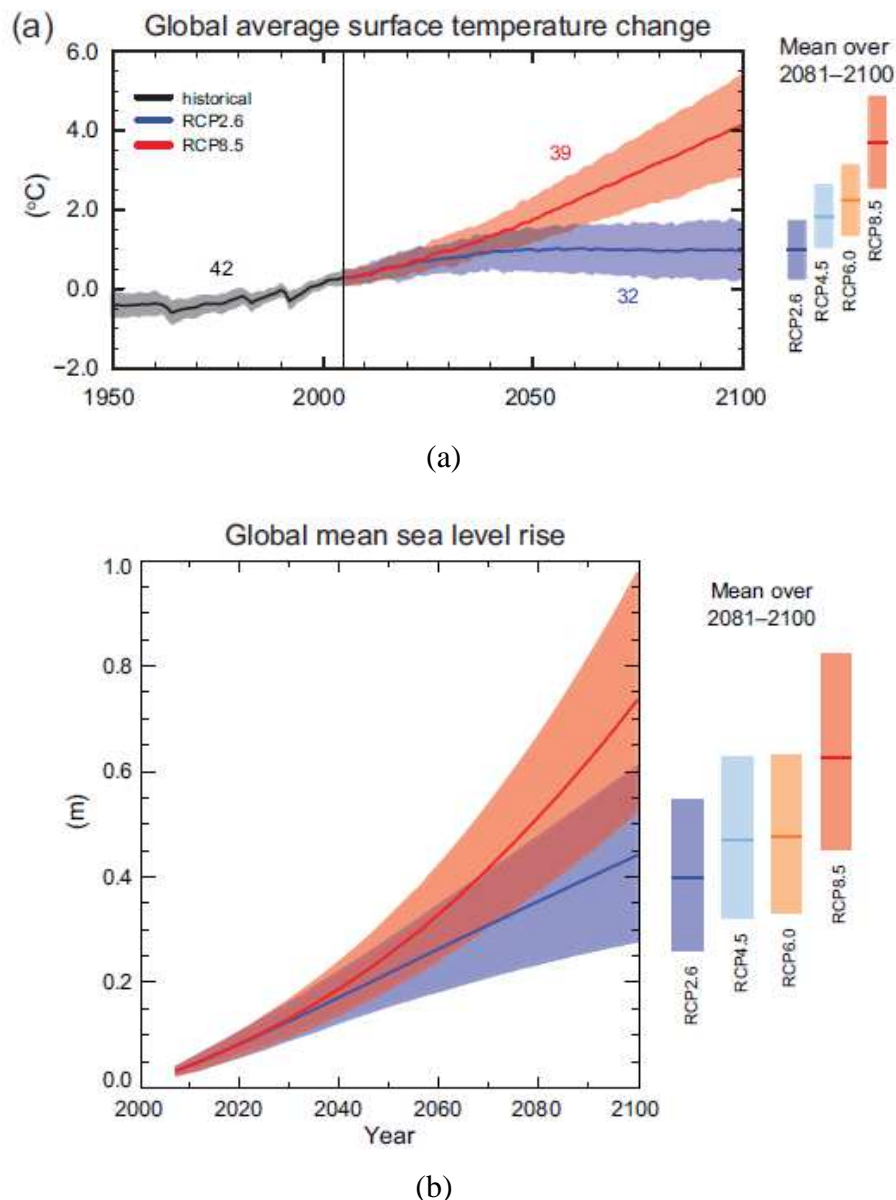 (a)
Global average surface temperature change
Mean over
2081–2100
6.0
4.0
2.0
0.0
−2.0
(°C)
historical
RCP2.6
RCP8.5
42
39
32
1950
2000
2050
2100
RCP2.6
RCP4.5
RCP6.0
RCP8.5
(a)
Global mean sea level rise
Mean over
2081–2100
1.0
0.8
0.6
0.4
0.2
0.0
(m)
2000
2020
2040
2060
2080
2100
Year
RCP2.6
RCP4.5
RCP6.0
RCP8.5
(b)